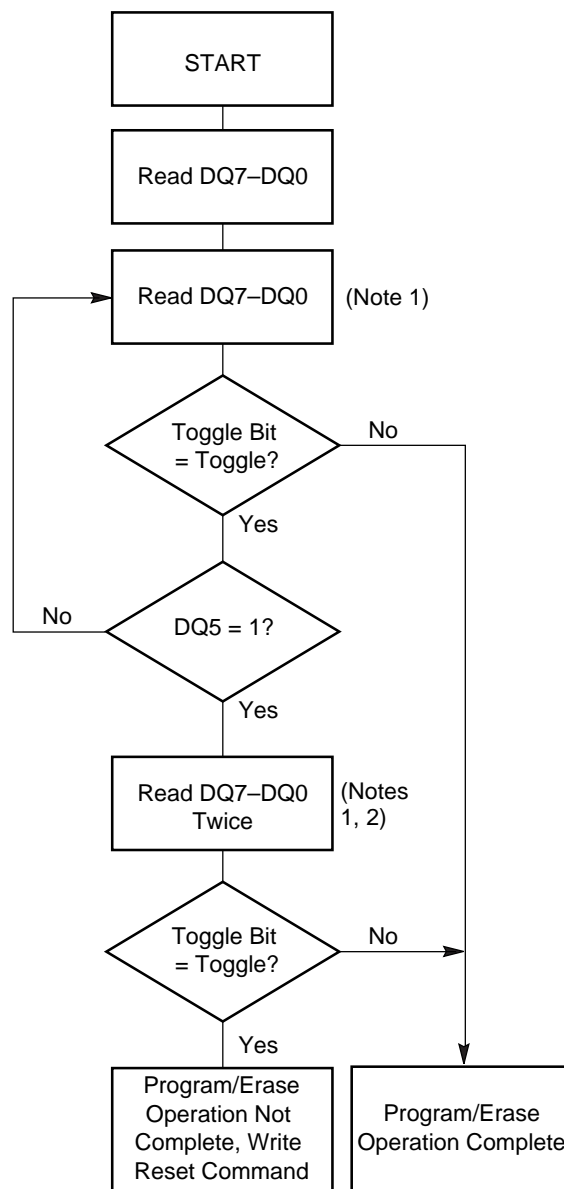 START
Read DQ7–DQ0
Read DQ7–DQ0
(Note 1)
Toggle Bit
= Toggle?
No
Yes
No
DQ5 = 1?
Yes
Read DQ7–DQ0
Twice
(Notes
1, 2)
Toggle Bit
= Toggle?
No
Yes
Program/Erase
Operation Not
Complete, Write
Reset Command
Program/Erase
Operation Complete